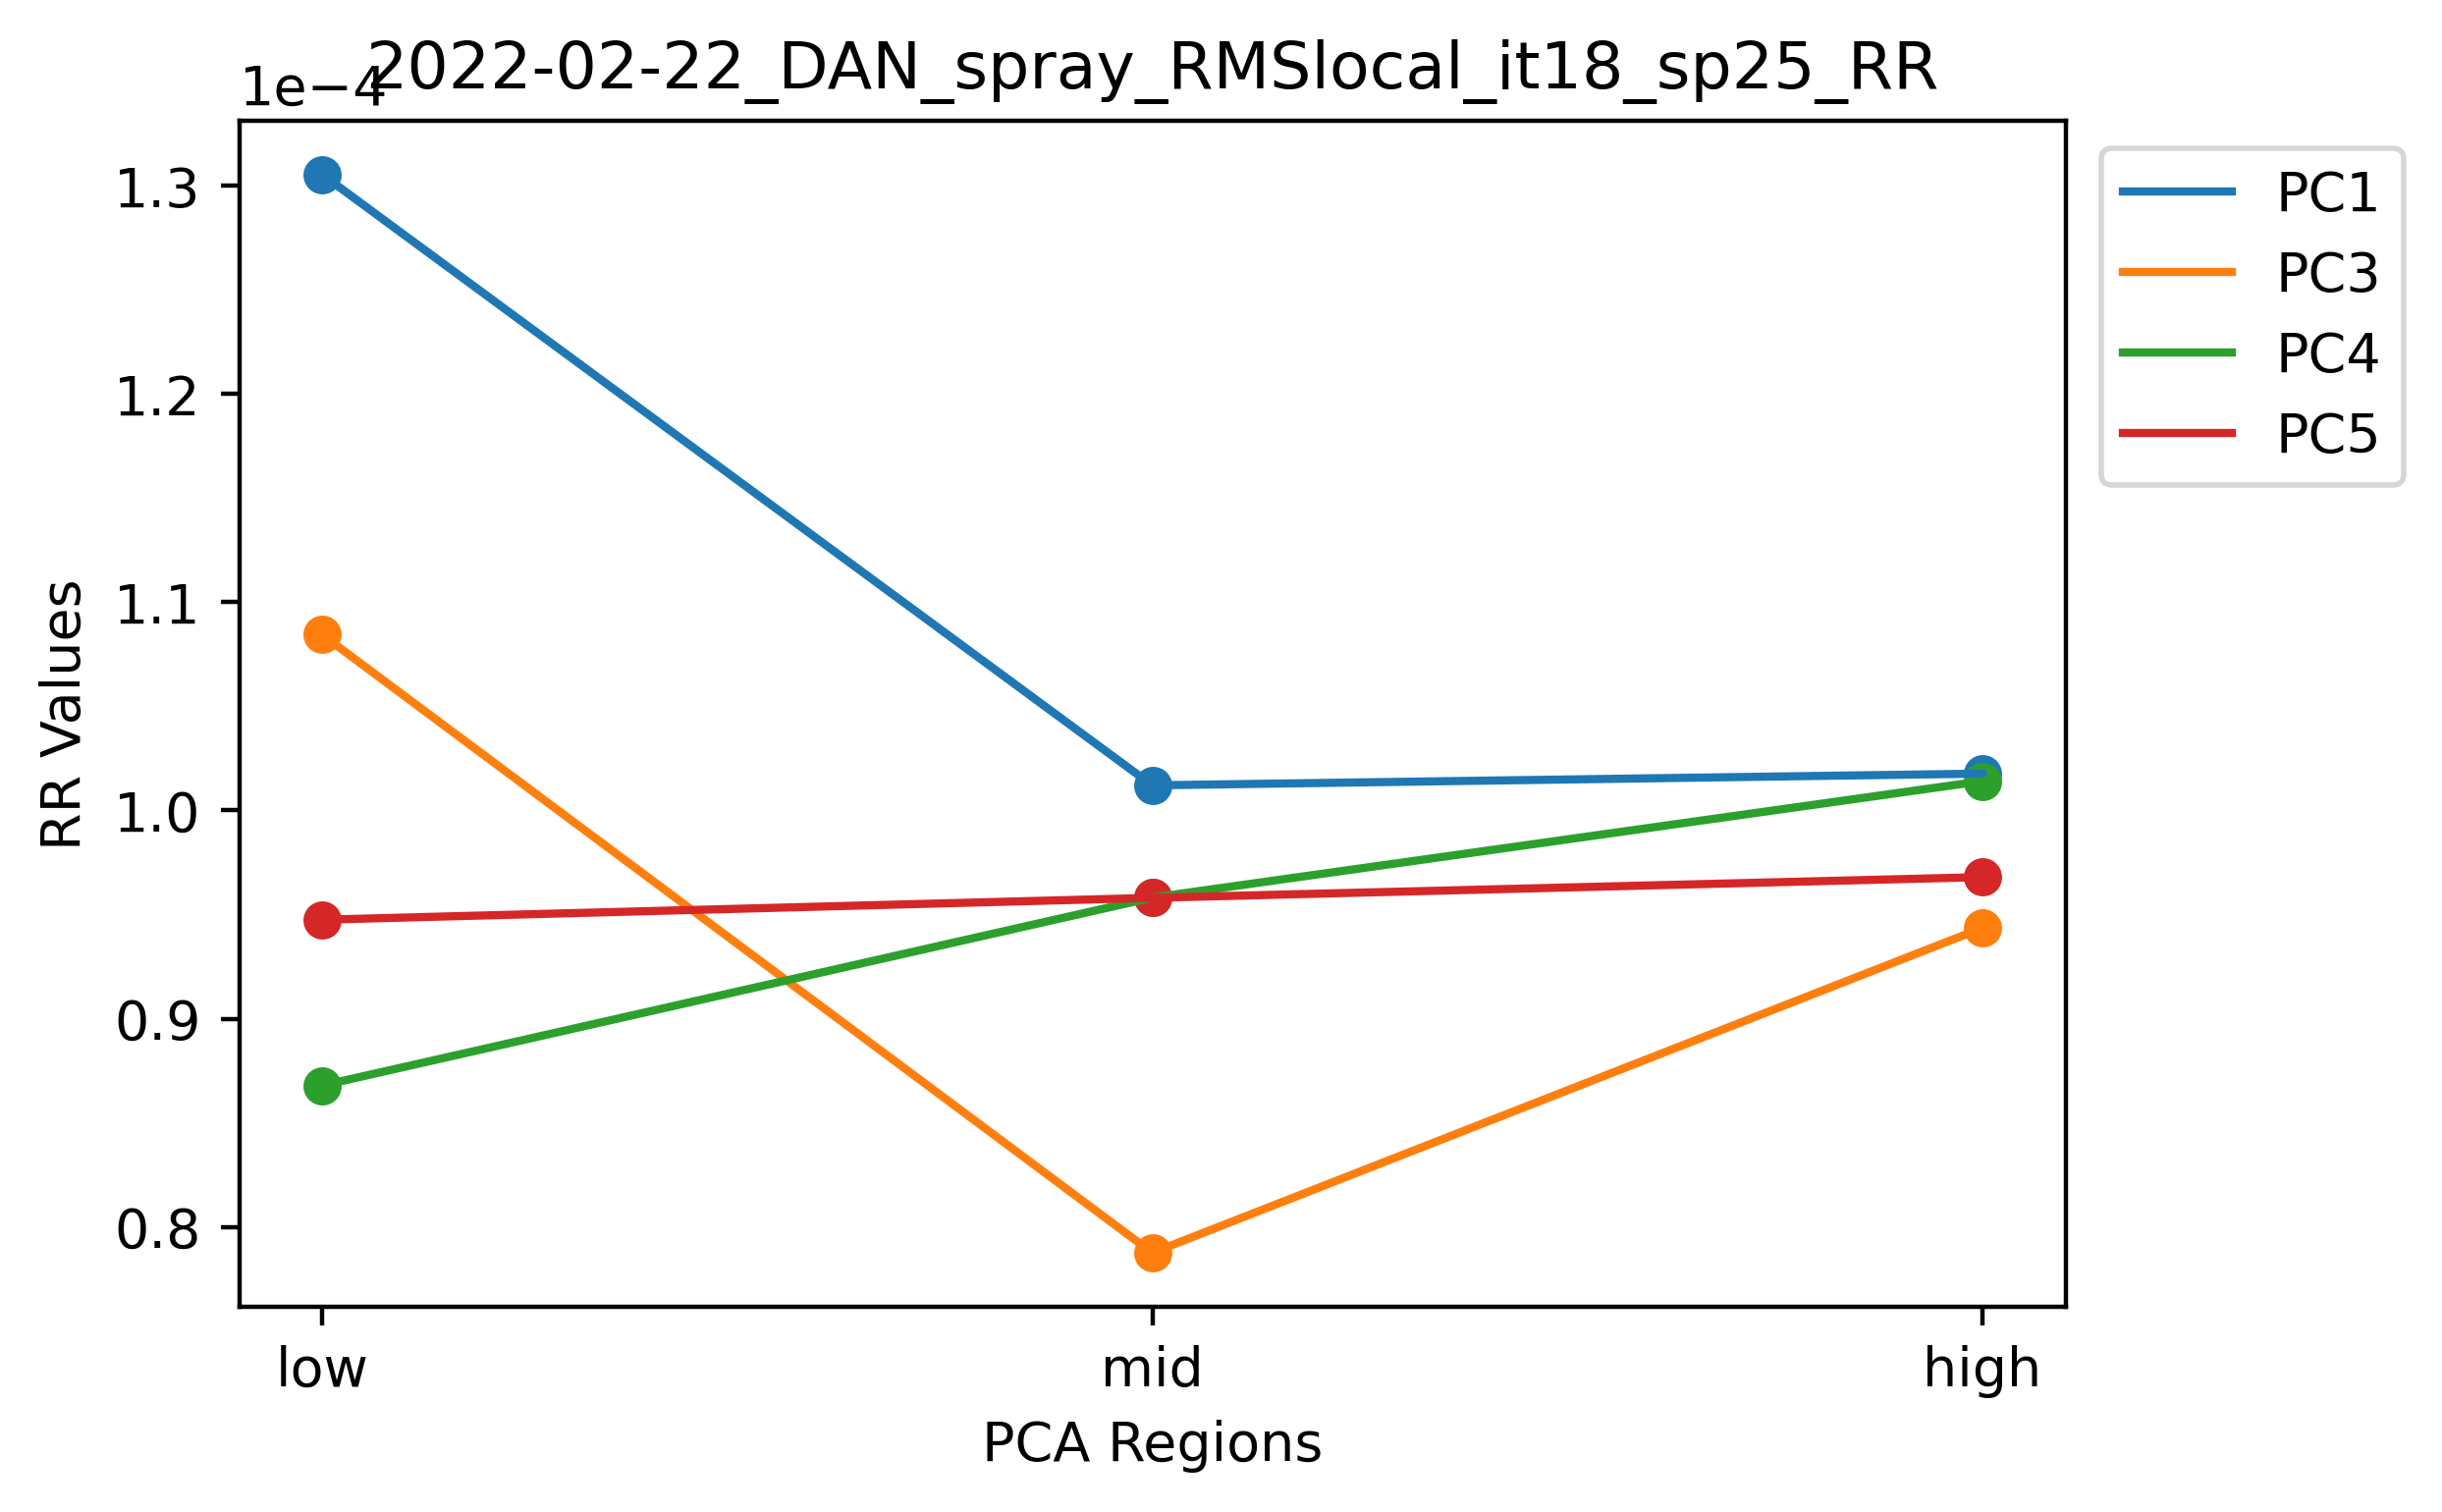 1e−4
2022-02-22_DAN_spray_RMSlocal_it18_sp25_RR
1.3
1.2
1.1
1.0
0.9
0.8
RR Values
low
mid
high
PCA Regions
PC1
PC3
PC4
PC5